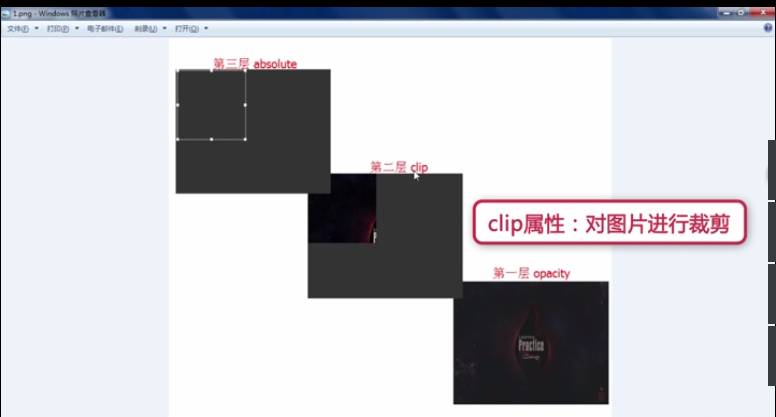 1.png - Windows 照片查看器
文件(F) 打印(P) 电子邮件(E) 刻录(U) 打开(O)
第三层 absolute
第二层 clip
clip属性：对图片进行裁剪
第一层 opacity
Practice